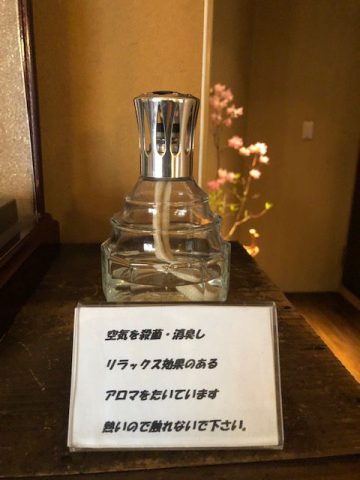 空気を殺菌・消臭し
リラックス効果のある
アロマをたいています
熱いので触れないで下さい。